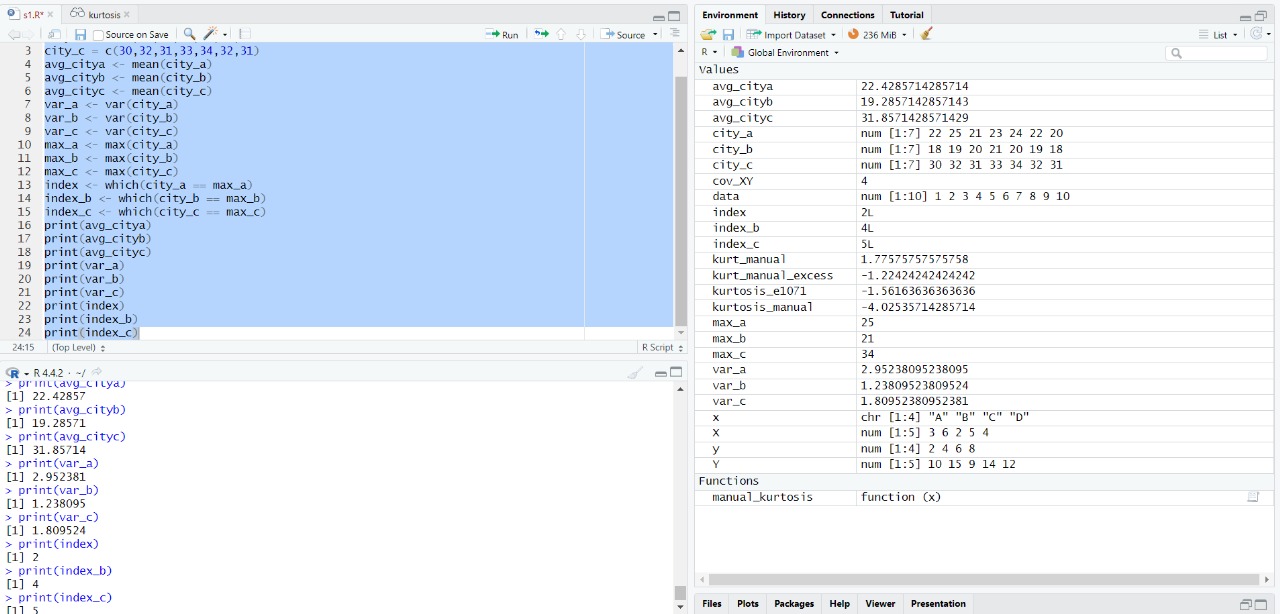 s1.R* × kurtosis ×
Source on Save Run Source
3 city_c = c(30,32,31,33,34,32,31)
4 avg_citya <- mean(city_a)
5 avg_cityb <- mean(city_b)
6 avg_cityc <- mean(city_c)
7 var_a <- var(city_a)
8 var_b <- var(city_b)
9 var_c <- var(city_c)
10 max_a <- max(city_a)
11 max_b <- max(city_b)
12 max_c <- max(city_c)
13 index <- which(city_a == max_a)
14 index_b <- which(city_b == max_b)
15 index_c <- which(city_c == max_c)
16 print(avg_citya)
17 print(avg_cityb)
18 print(avg_cityc)
19 print(var_a)
20 print(var_b)
21 print(var_c)
22 print(index)
23 print(index_b)
24 print(index_c)
24:15 (Top Level) R Script
R R 4.4.2 · ~/
> print(avg_citya)
[1] 22.42857
> print(avg_cityb)
[1] 19.28571
> print(avg_cityc)
[1] 31.85714
> print(var_a)
[1] 2.952381
> print(var_b)
[1] 1.238095
> print(var_c)
[1] 1.809524
> print(index)
[1] 2
> print(index_b)
[1] 4
> print(index_c)
[1] 5
Environment History Connections Tutorial
Import Dataset 236 MiB List
R Global Environment
Values
avg_citya 22.4285714285714
avg_cityb 19.2857142857143
avg_cityc 31.8571428571429
city_a num [1:7] 22 25 21 23 24 22 20
city_b num [1:7] 18 19 20 21 20 19 18
city_c num [1:7] 30 32 31 33 34 32 31
cov_XY 4
data num [1:10] 1 2 3 4 5 6 7 8 9 10
index 2L
index_b 4L
index_c 5L
kurt_manual 1.77575757575758
kurt_manual_excess -1.22424242424242
kurtosis_e1071 -1.56163636363636
kurtosis_manual -4.02535714285714
max_a 25
max_b 21
max_c 34
var_a 2.95238095238095
var_b 1.23809523809524
var_c 1.80952380952381
x chr [1:4] "A" "B" "C" "D"
X num [1:5] 3 6 2 5 4
y num [1:4] 2 4 6 8
Y num [1:5] 10 15 9 14 12
Functions
manual_kurtosis function (x)
Files Plots Packages Help Viewer Presentation